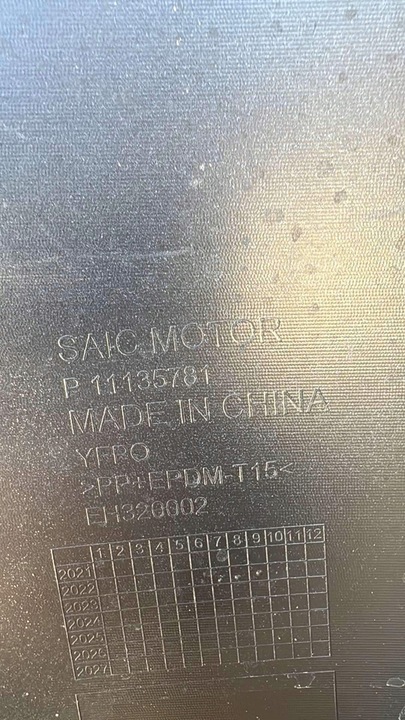 SAIC MOTOR
P 11135781
MADE IN CHINA
YFPO
>PP+EPDM-T15<
EH320002
1 2 3 4 5 6 7 8 9 10 11 12
2021
2022
2023
2024
2025
2026
2027